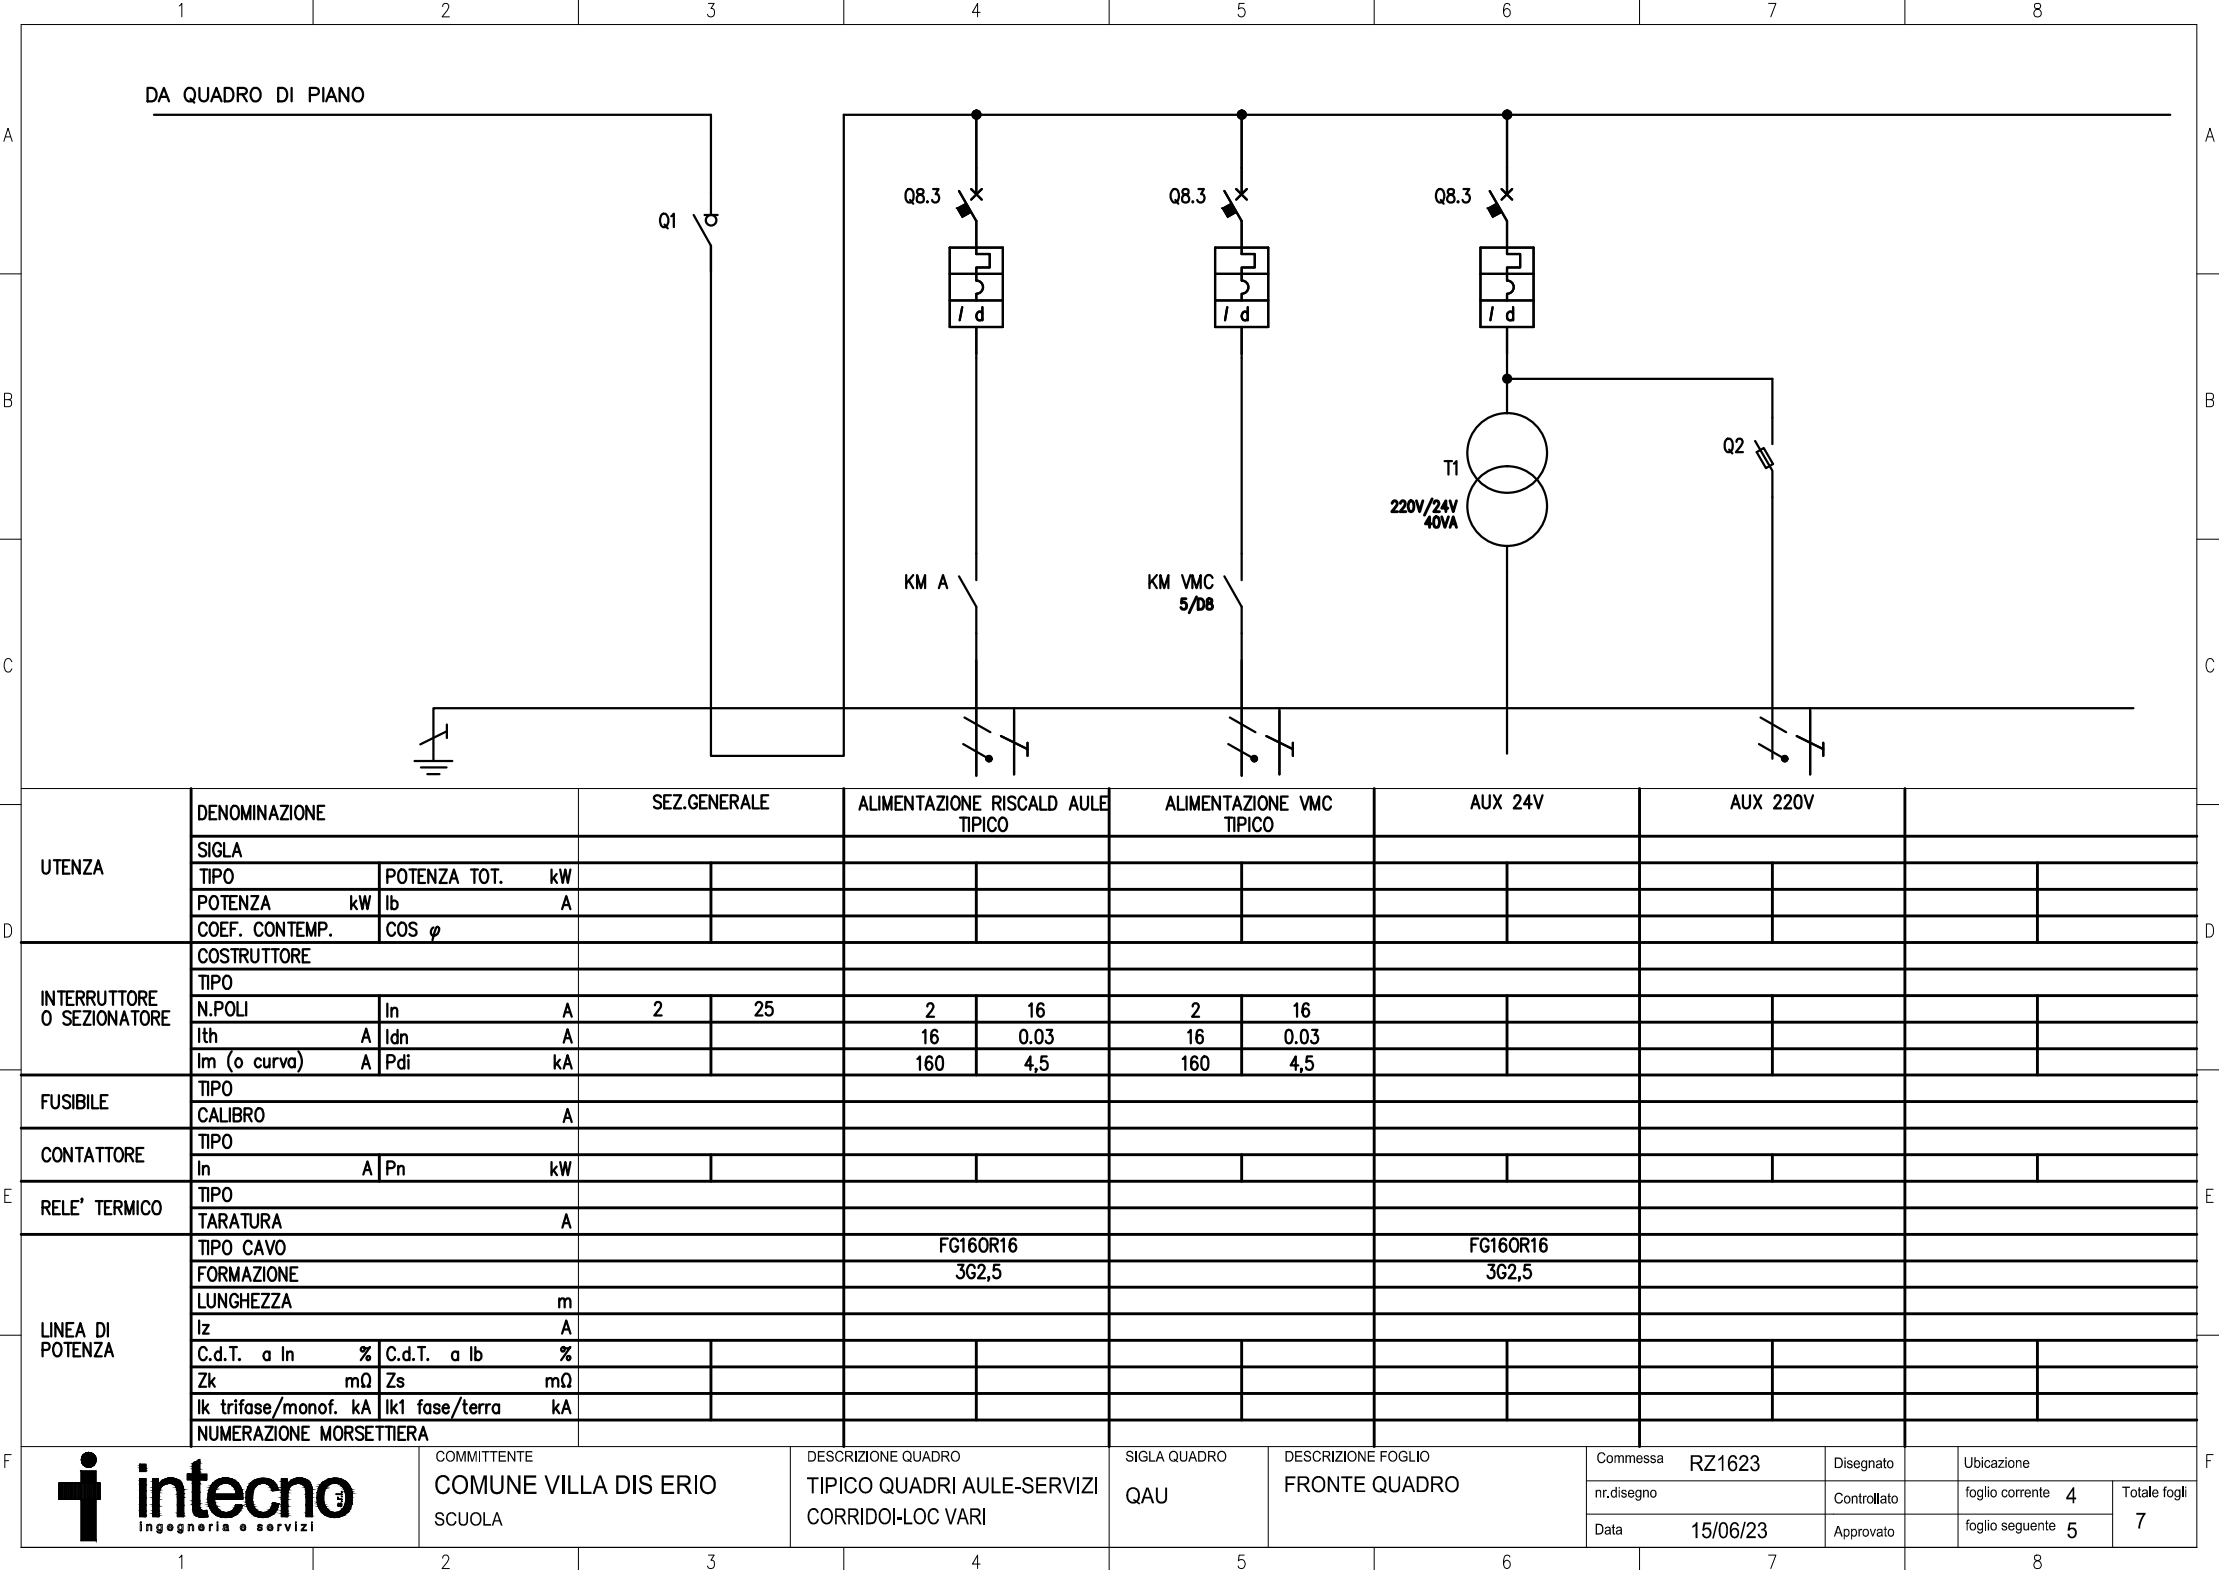 1 2 3 4 5 6 7 8
DA QUADRO DI PIANO
A A
Q8.3 Q8.3 Q8.3
Q1
I d I d I d
B B
Q2
T1
220V/24V
40VA
KM A KM VMC
5/D8
C C
DENOMINAZIONE SEZ.GENERALE ALIMENTAZIONE RISCALD AULE TIPICO ALIMENTAZIONE VMC TIPICO AUX 24V AUX 220V
UTENZA
SIGLA
TIPO POTENZA TOT. kW
POTENZA kW Ib A
COEF. CONTEMP. COS φ
D D
INTERRUTTORE
O SEZIONATORE
COSTRUTTORE
TIPO
N.POLI In A 2 25 2 16 2 16
Ith A Idn A 16 0.03 16 0.03
Im (o curva) A Pdi kA 160 4,5 160 4,5
FUSIBILE
TIPO
CALIBRO A
CONTATTORE
TIPO
In A Pn kW
E E
RELE' TERMICO
TIPO
TARATURA A
LINEA DI
POTENZA
TIPO CAVO FG16OR16 FG16OR16
FORMAZIONE 3G2,5 3G2,5
LUNGHEZZA m
Iz A
C.d.T. a In % C.d.T. a Ib %
Zk mΩ Zs mΩ
Ik trifase/monof. kA Ik1 fase/terra kA
NUMERAZIONE MORSETTIERA
F F
intecno s.r.l.
ingegneria e servizi
COMMITTENTE
COMUNE VILLA DIS ERIO
SCUOLA
DESCRIZIONE QUADRO
TIPICO QUADRI AULE-SERVIZI
CORRIDOI-LOC VARI
SIGLA QUADRO
QAU
DESCRIZIONE FOGLIO
FRONTE QUADRO
Commessa RZ1623 Disegnato Ubicazione
nr.disegno Controllato foglio corrente 4 Totale fogli
7
Data 15/06/23 Approvato foglio seguente 5
1 2 3 4 5 6 7 8